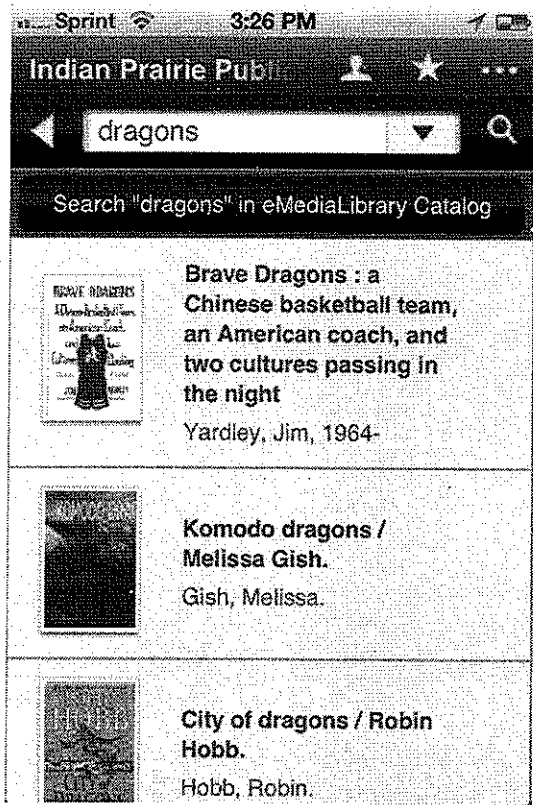 Sprint 3:26 PM
Indian Prairie Publ
dragons
Search "dragons" in eMediaLibrary Catalog
BRAVE DRAGONS
Brave Dragons : a
Chinese basketball team,
an American coach, and
two cultures passing in
the night
Yardley, Jim, 1964-
Komodo dragons /
Melissa Gish.
Gish, Melissa.
HOBB
City of dragons / Robin
Hobb.
Hobb, Robin.